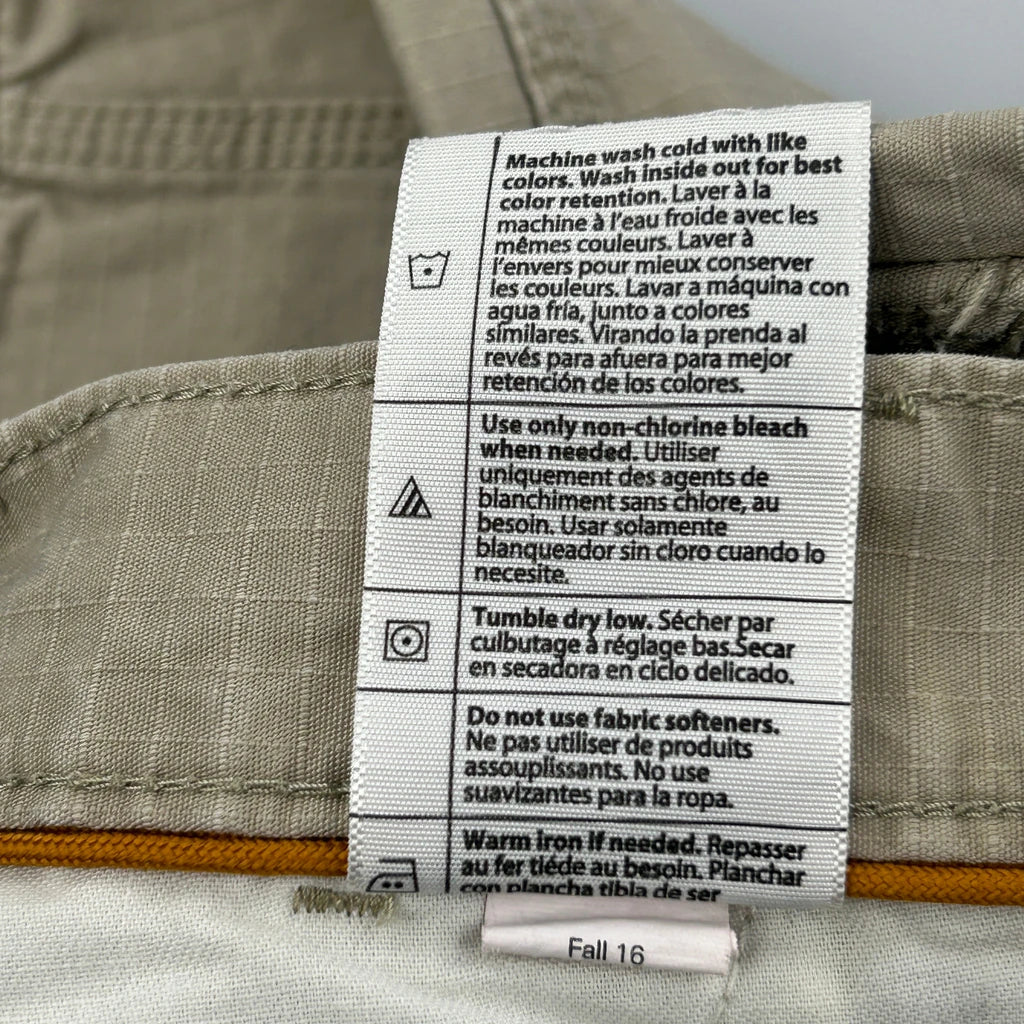 Machine wash cold with like
colors. Wash inside out for best
color retention. Laver à la
machine à l'eau froide avec les
mêmes couleurs. Laver à
l'envers pour mieux conserver
les couleurs. Lavar a máquina con
agua fría, junto a colores
similares. Virando la prenda al
revés para afuera para mejor
retención de los colores.
Use only non-chlorine bleach
when needed. Utiliser
uniquement des agents de
blanchiment sans chlore, au
besoin. Usar solamente
blanqueador sin cloro cuando lo
necesite.
Tumble dry low. Sécher par
culbutage à réglage bas.Secar
en secadora en ciclo delicado.
Do not use fabric softeners.
Ne pas utiliser de produits
assouplissants. No use
suavizantes para la ropa.
Warm iron if needed. Repasser
au fer tiéde au besoin. Planchar
con plancha tibia de ser
Fall 16